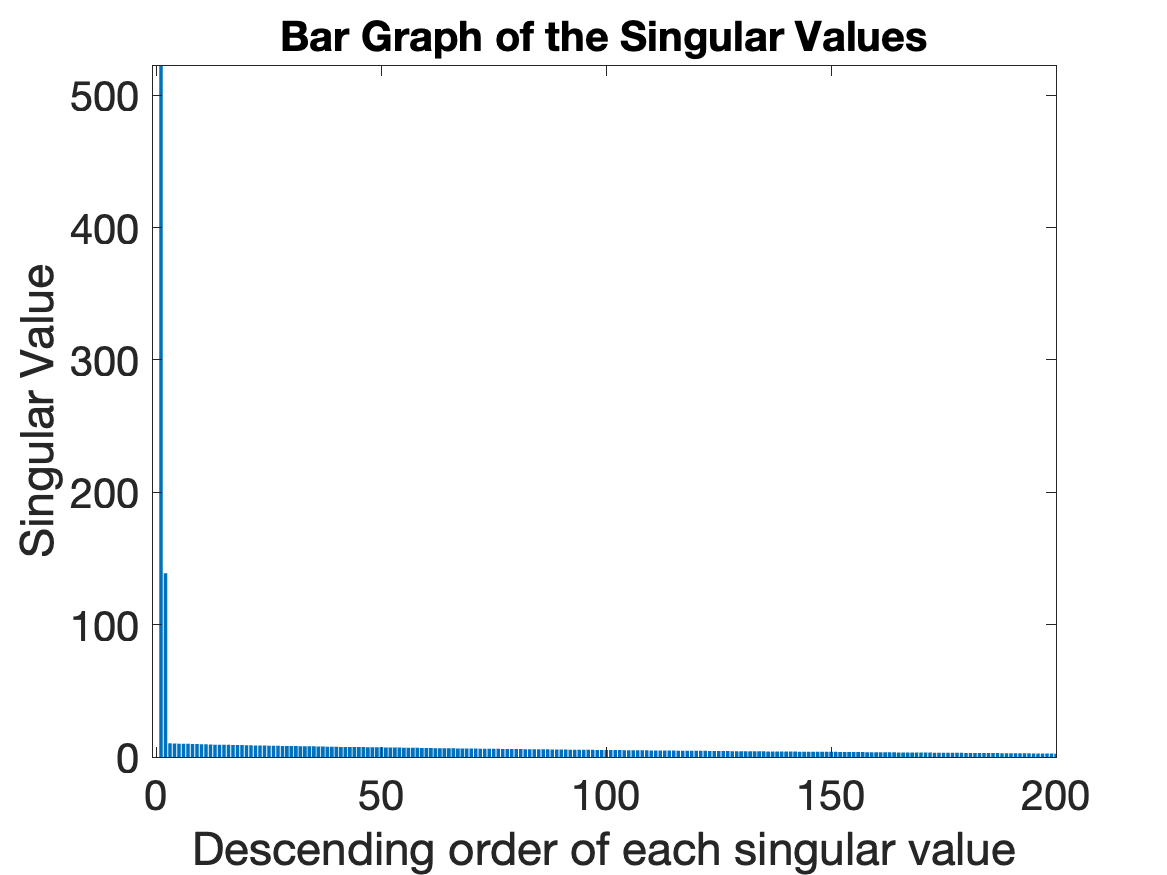 Bar Graph of the Singular Values
500
400
300
200
100
0
Singular Value
0 50 100 150 200
Descending order of each singular value